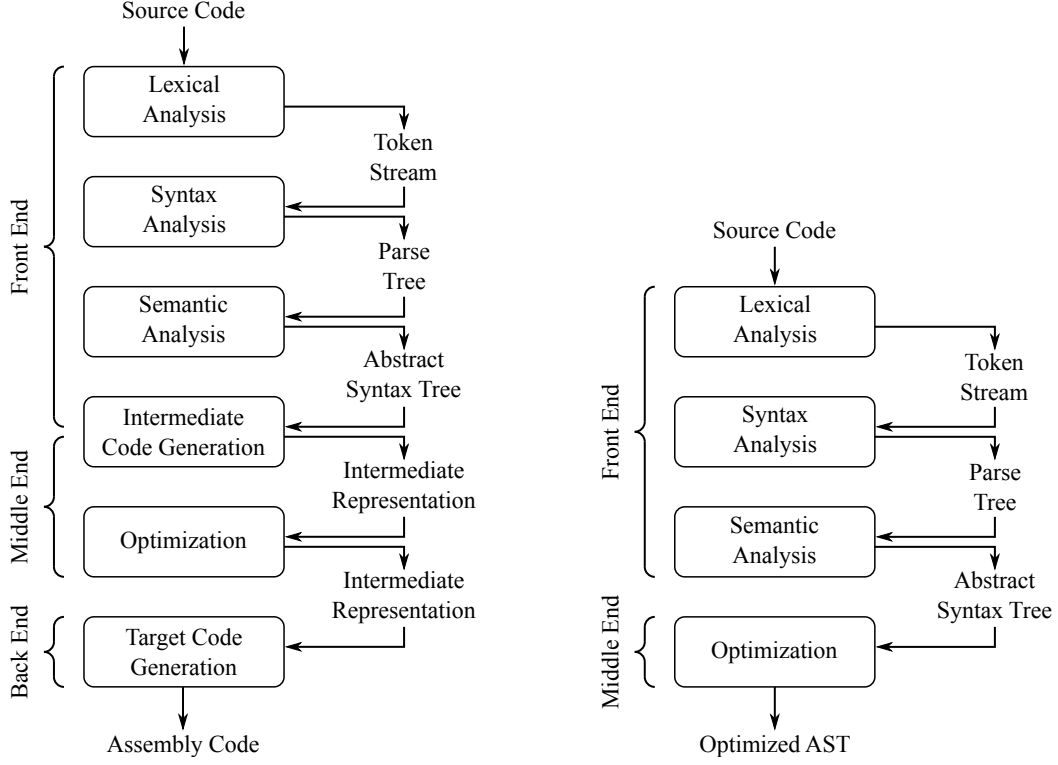 Source Code
Lexical
Analysis
Token
Stream
Syntax
Analysis
Parse
Tree
Semantic
Analysis
Abstract
Syntax Tree
Intermediate
Code Generation
Intermediate
Representation
Optimization
Intermediate
Representation
Target Code
Generation
Assembly Code
Front End
Middle End
Back End
Source Code
Lexical
Analysis
Token
Stream
Syntax
Analysis
Parse
Tree
Semantic
Analysis
Abstract
Syntax Tree
Optimization
Optimized AST
Front End
Middle End